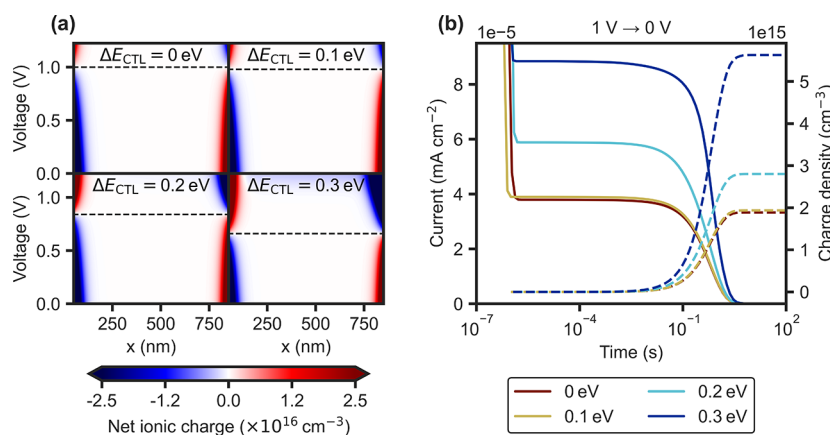 (a)
ΔE_CTL = 0 eV
ΔE_CTL = 0.1 eV
1.0
0.5
0.0
Voltage (V)
ΔE_CTL = 0.2 eV
ΔE_CTL = 0.3 eV
1.0
0.5
0.0
Voltage (V)
250 500 750
250 500 750
x (nm)
x (nm)
-2.5 -1.2 0.0 1.2 2.5
Net ionic charge (×10^16 cm^-3)
(b)
1e-5
1 V → 0 V
1e15
8
6
4
2
0
Current (mA cm^-2)
5
4
3
2
1
0
Charge density (cm^-3)
10^-7 10^-4 10^-1 10^2
Time (s)
0 eV
0.1 eV
0.2 eV
0.3 eV